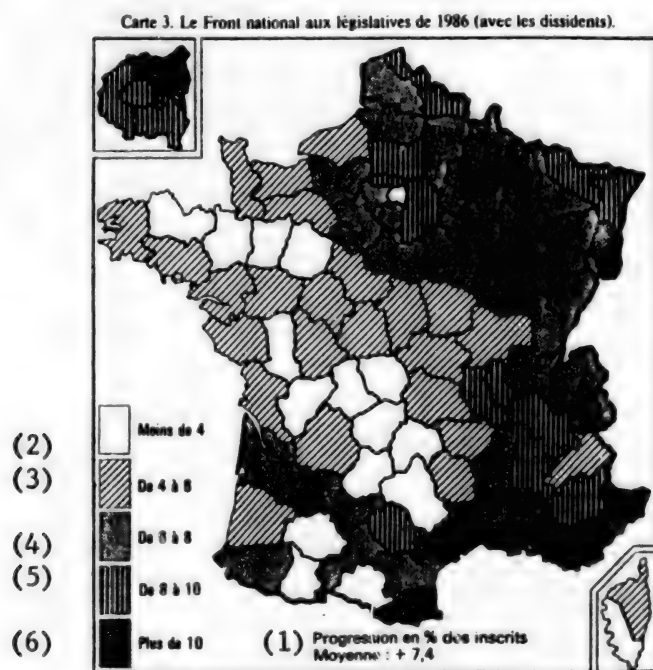 Carte 3. Le Front national aux législatives de 1986 (avec les dissidents).
(2) Moins de 4
(3) De 4 à 6
(4) De 6 à 8
(5) De 8 à 10
(6) Plus de 10
(1) Progression en % des inscrits
Moyenne : + 7,4